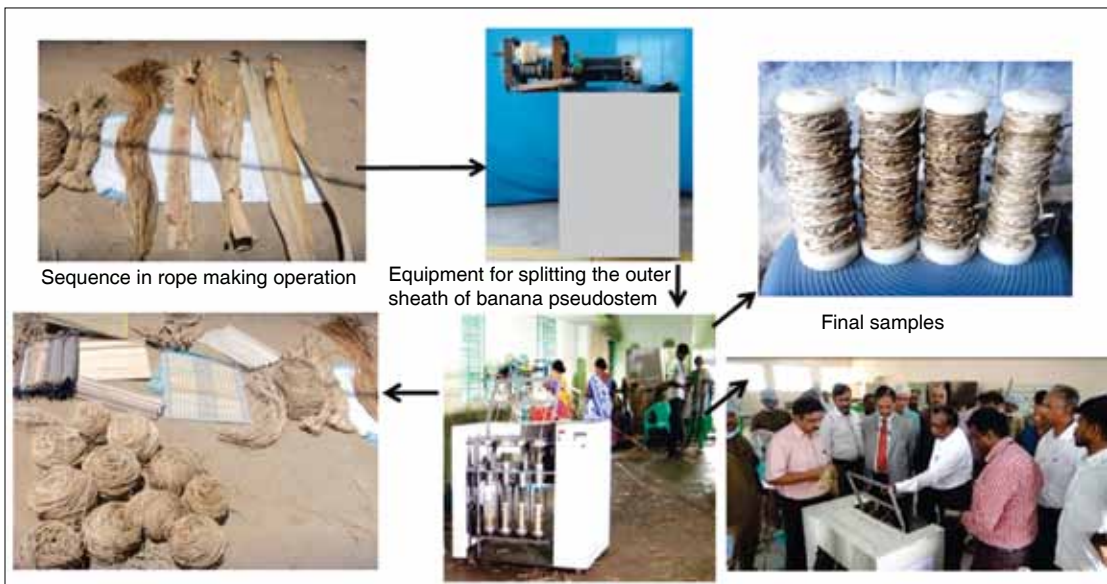 Sequence in rope making operation
Equipment for splitting the outer
sheath of banana pseudostem
Final samples